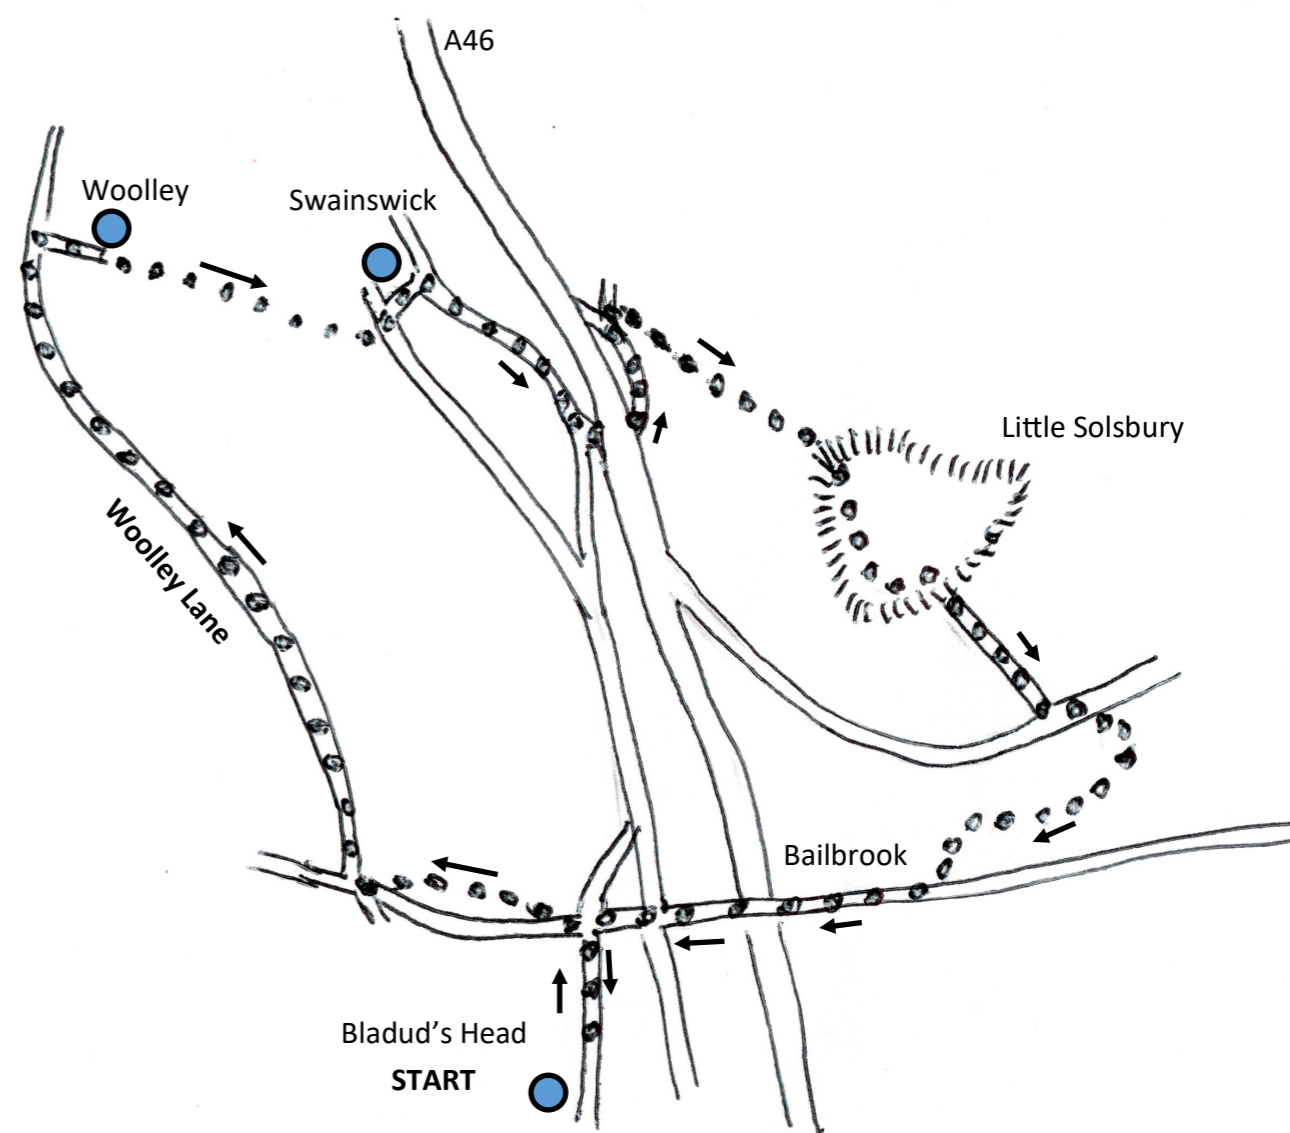 A46
Woolley
Swainswick
Little Solsbury
Woolley Lane
Bailbrook
Bladud’s Head
START